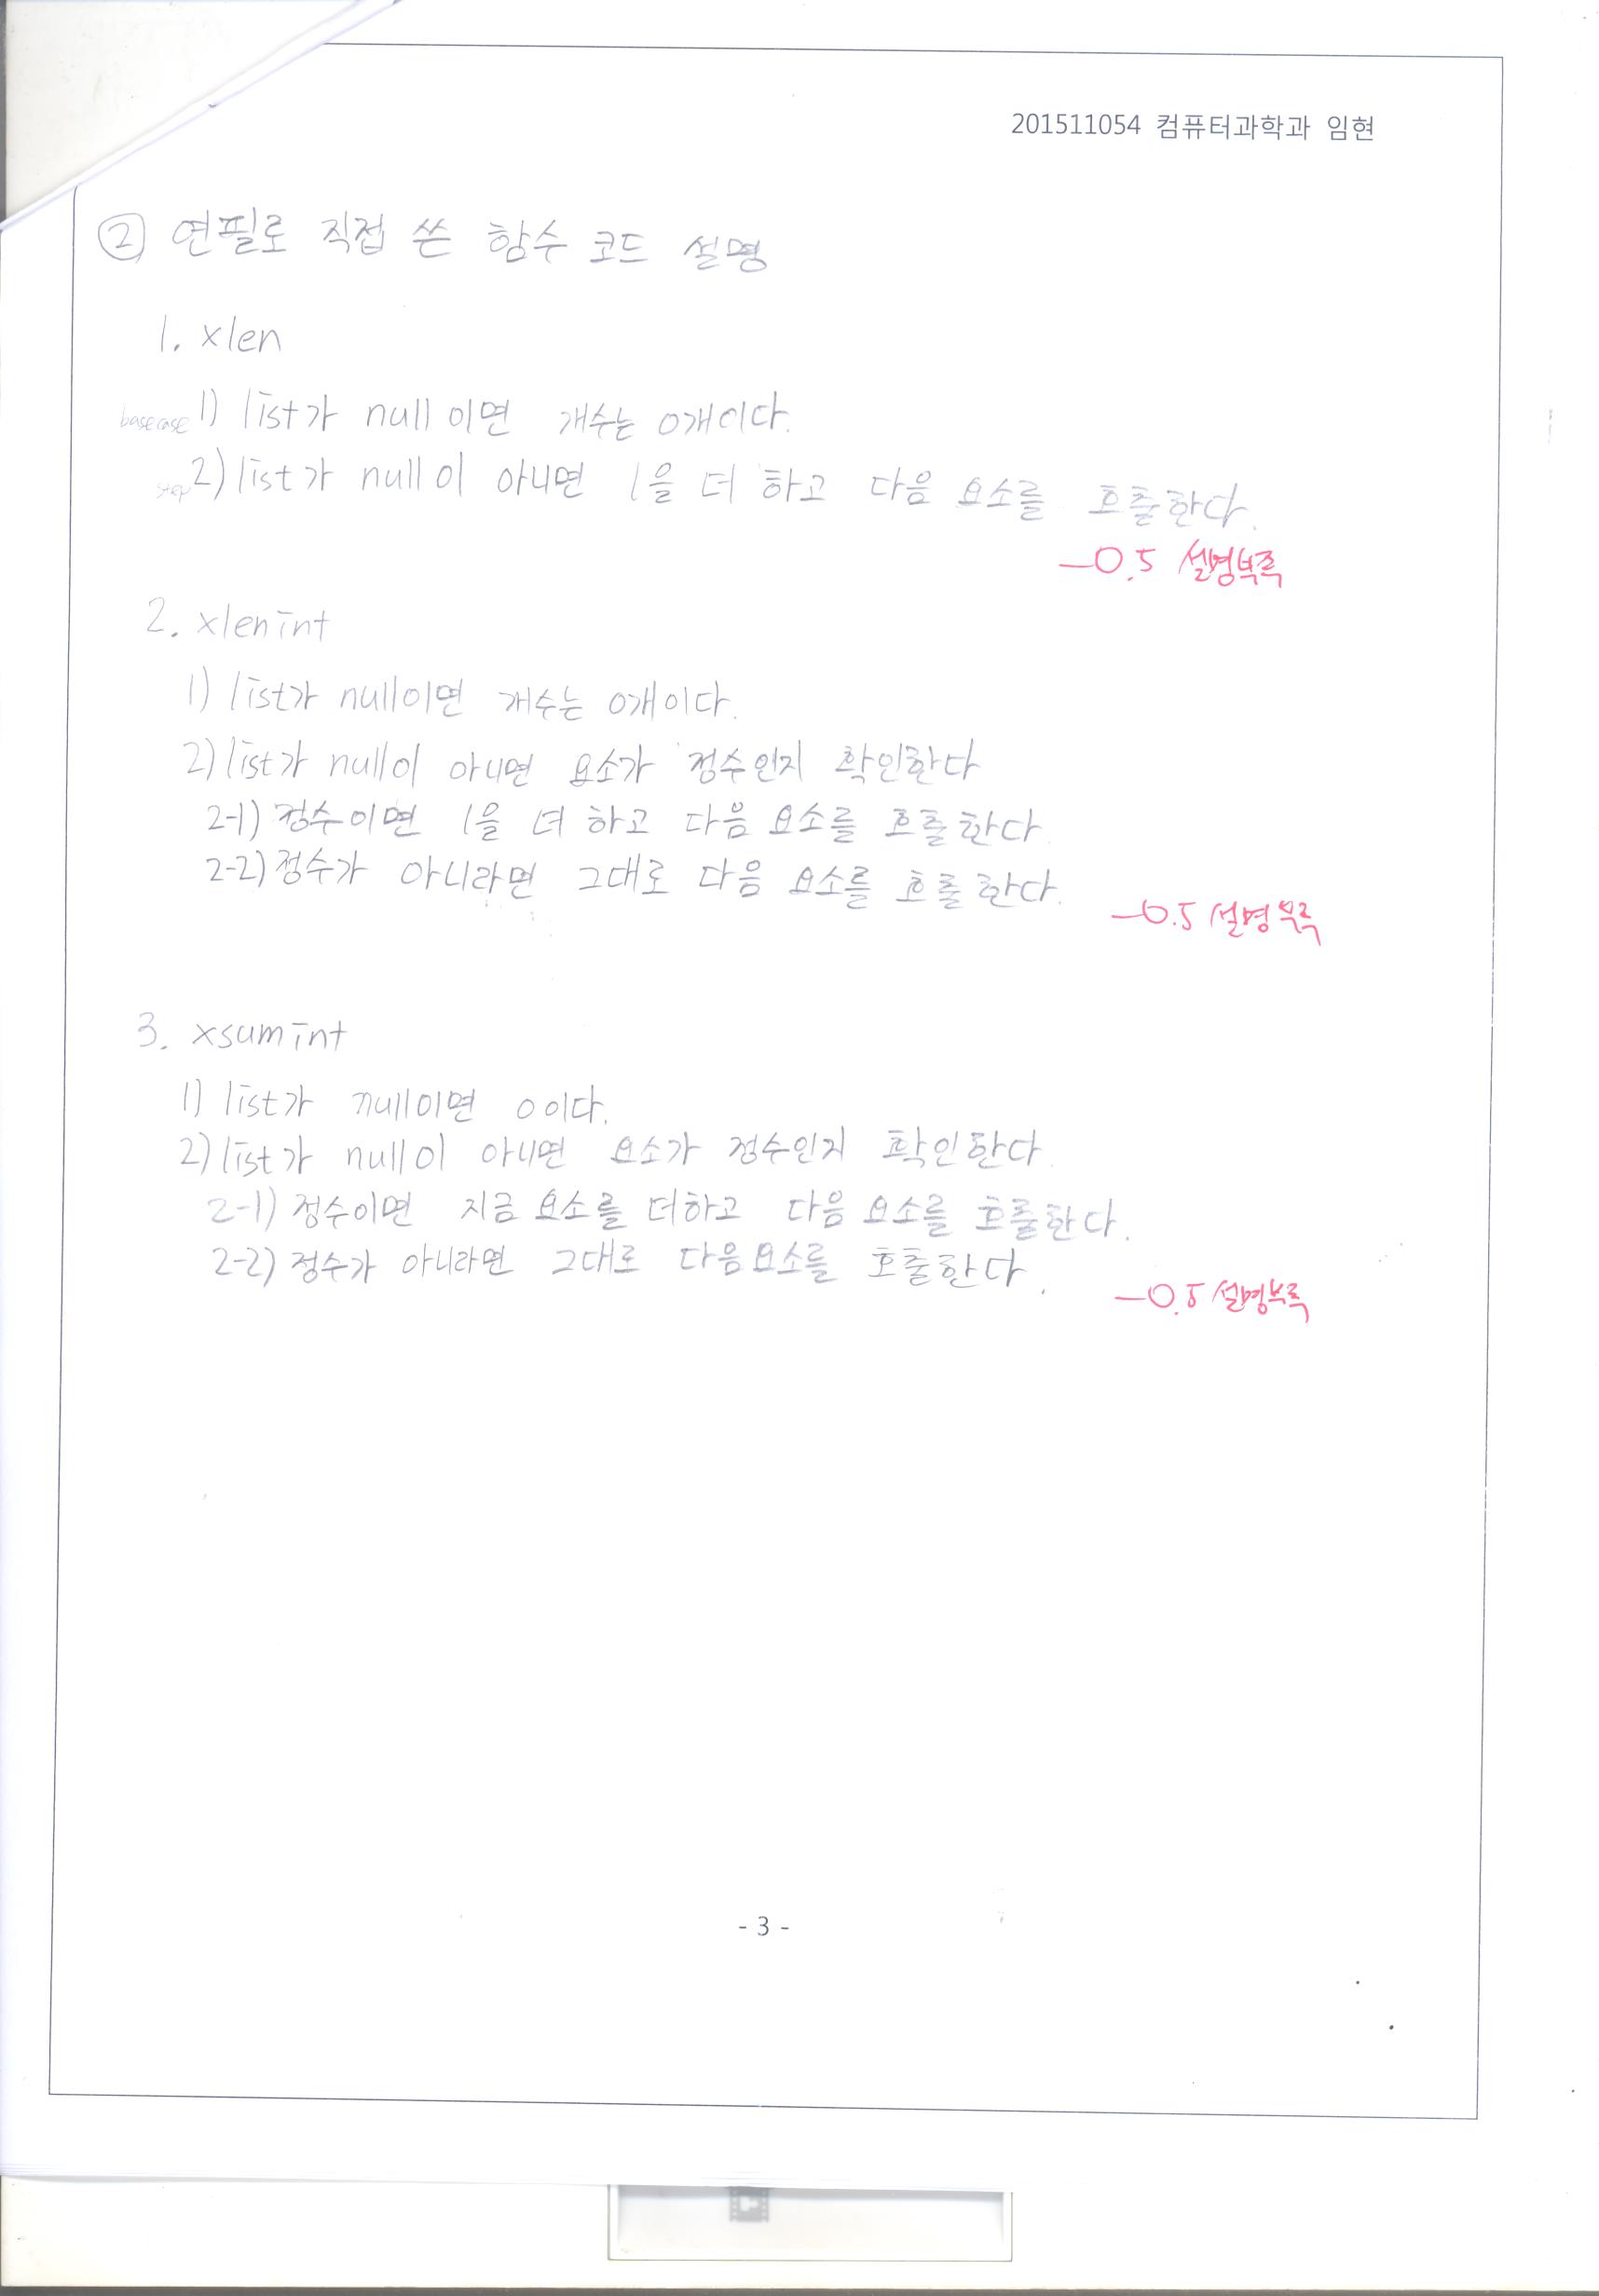 201511054 컴퓨터과학과 임현
② 연필로 직접 쓴 함수 코드 설명
1. xlen
base case 1) list가 null이면 개수는 0개이다.
step 2) list가 null이 아니면 1을 더 하고 다음 요소를 호출한다.
-0.5 설명부족
2. xlenint
1) list가 null이면 개수는 0개이다.
2) list가 null이 아니면 요소가 정수인지 확인한다
2-1) 정수이면 1을 더 하고 다음 요소를 호출한다.
2-2) 정수가 아니라면 그대로 다음 요소를 호출한다.
-0.5 설명부족
3. xsumint
1) list가 null이면 0이다.
2) list가 null이 아니면 요소가 정수인지 확인한다.
2-1) 정수이면 지금 요소를 더하고 다음 요소를 호출한다.
2-2) 정수가 아니라면 그대로 다음요소를 호출한다.
-0.5 설명부족
- 3 -